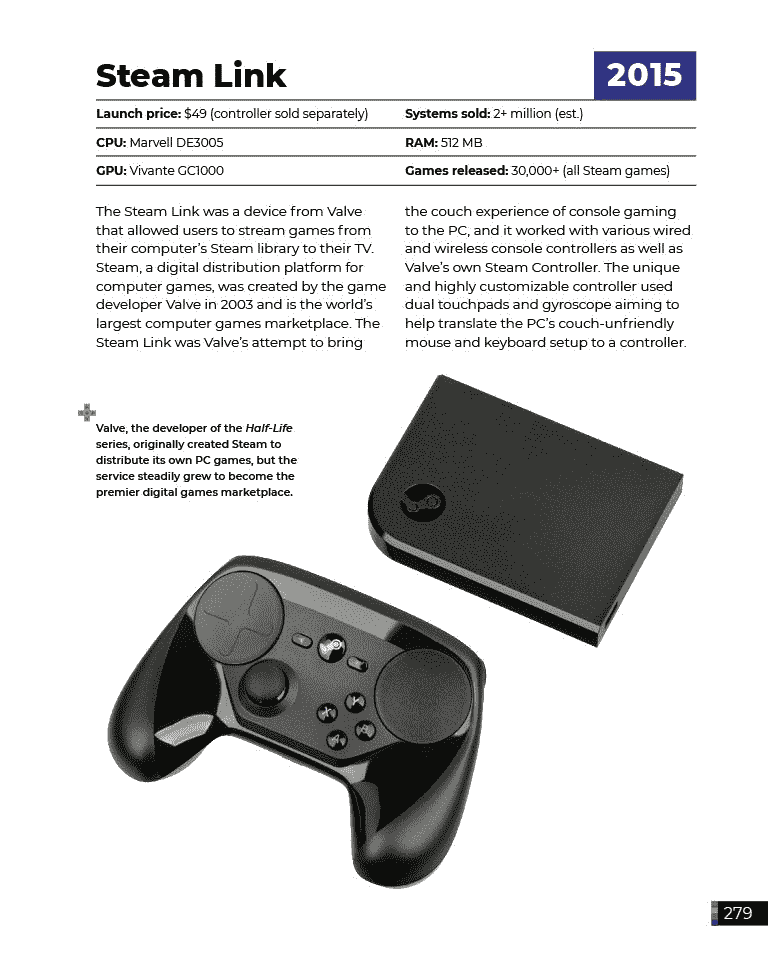 Steam Link
2015
Launch price: $49 (controller sold separately)
Systems sold: 2+ million (est.)
CPU: Marvell DE3005
RAM: 512 MB
GPU: Vivante GC1000
Games released: 30,000+ (all Steam games)
The Steam Link was a device from Valve
that allowed users to stream games from
their computer’s Steam library to their TV.
Steam, a digital distribution platform for
computer games, was created by the game
developer Valve in 2003 and is the world’s
largest computer games marketplace. The
Steam Link was Valve’s attempt to bring
the couch experience of console gaming
to the PC, and it worked with various wired
and wireless console controllers as well as
Valve’s own Steam Controller. The unique
and highly customizable controller used
dual touchpads and gyroscope aiming to
help translate the PC’s couch-unfriendly
mouse and keyboard setup to a controller.
Valve, the developer of the Half-Life
series, originally created Steam to
distribute its own PC games, but the
service steadily grew to become the
premier digital games marketplace.
Y
X
B
A
279